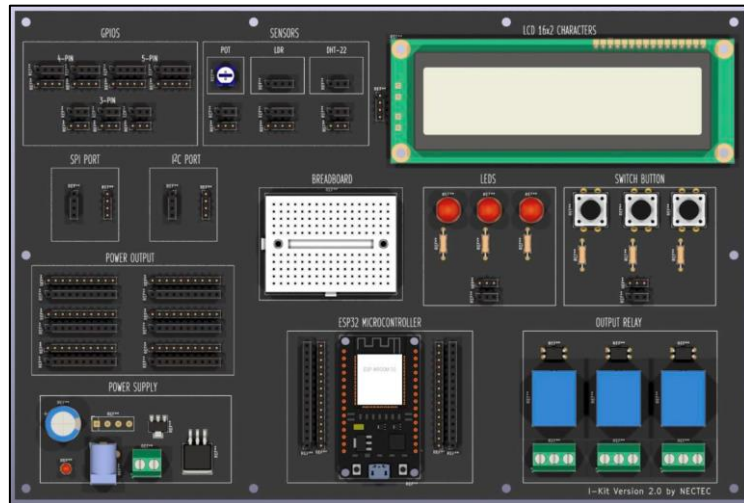 GPIOS
4-PIN
5-PIN
3-PIN
SENSORS
POT
LDR
DHT-22
LCD 16x2 CHARACTERS
SPI PORT
I²C PORT
BREADBOARD
LEDS
SWITCH BUTTON
POWER OUTPUT
ESP32 MICROCONTROLLER
OUTPUT RELAY
POWER SUPPLY
I-Kit Version 2.0 by NECTEC